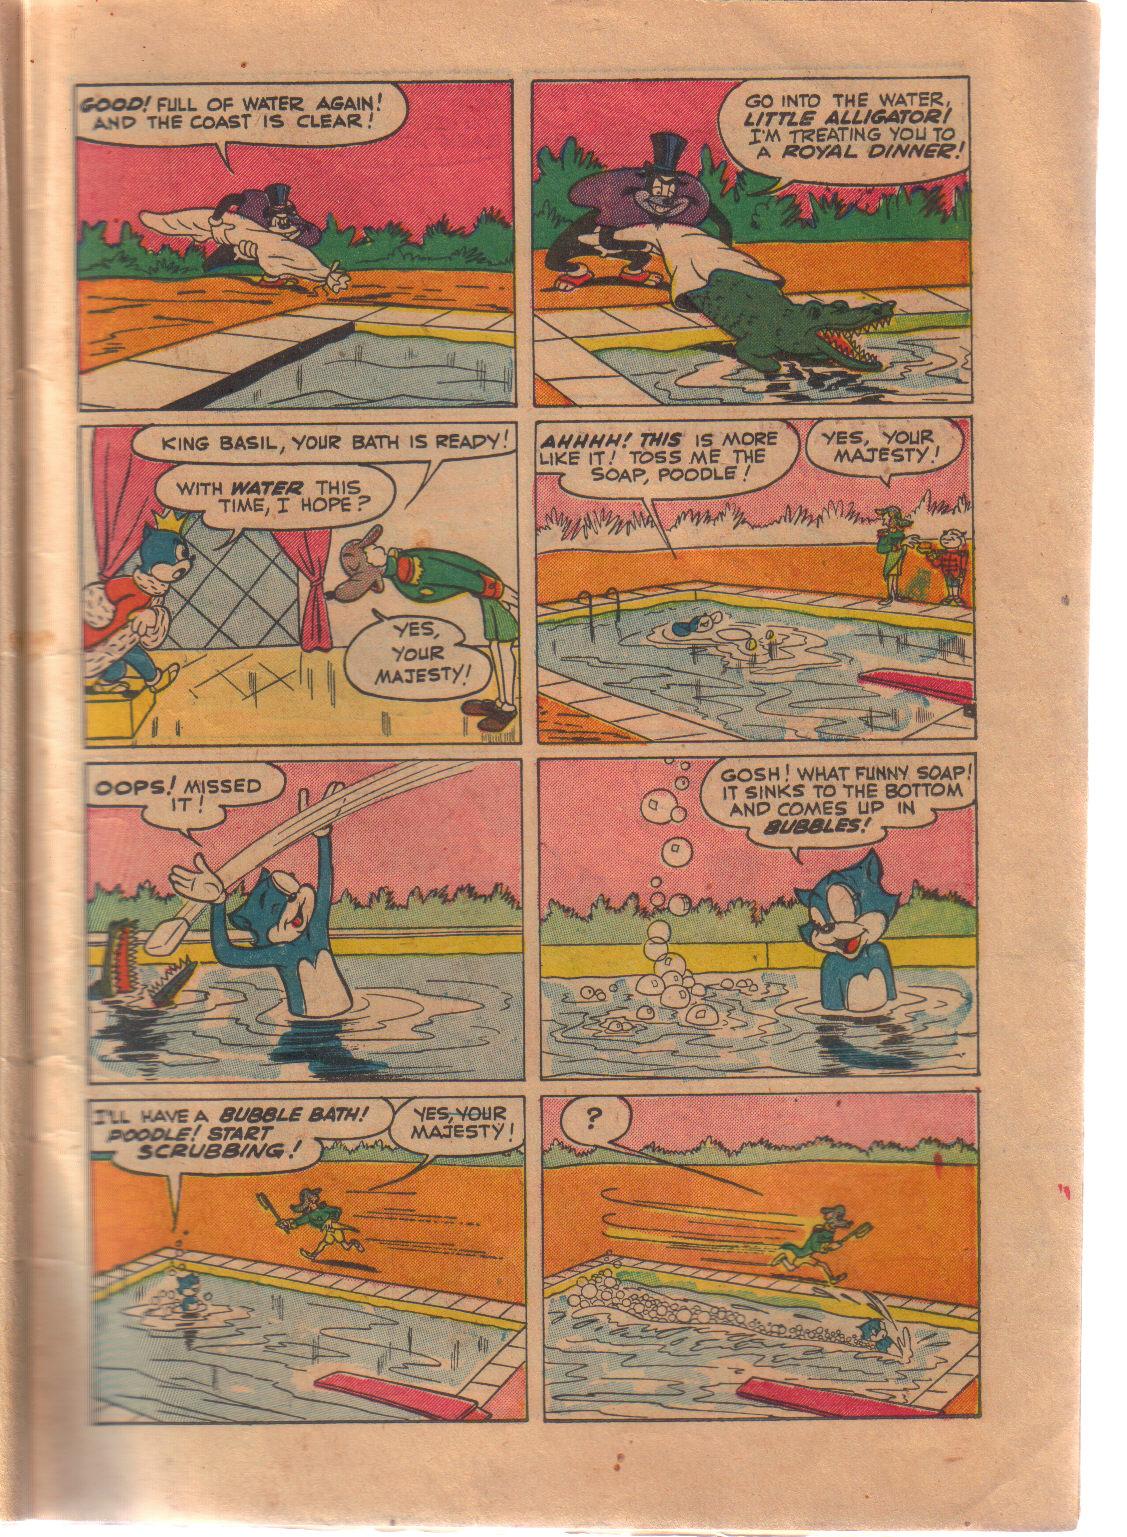 GOOD! FULL OF WATER AGAIN!
AND THE COAST IS CLEAR!
GO INTO THE WATER,
LITTLE ALLIGATOR!
I'M TREATING YOU TO
A ROYAL DINNER!
KING BASIL, YOUR BATH IS READY!
WITH WATER THIS
TIME, I HOPE?
YES,
YOUR
MAJESTY!
AHHHH! THIS IS MORE
LIKE IT! TOSS ME THE
SOAP, POODLE!
YES, YOUR
MAJESTY!
OOPS! MISSED
IT!
GOSH! WHAT FUNNY SOAP!
IT SINKS TO THE BOTTOM
AND COMES UP IN
BUBBLES!
I'LL HAVE A BUBBLE BATH!
POODLE! START
SCRUBBING!
YES, YOUR
MAJESTY!
?